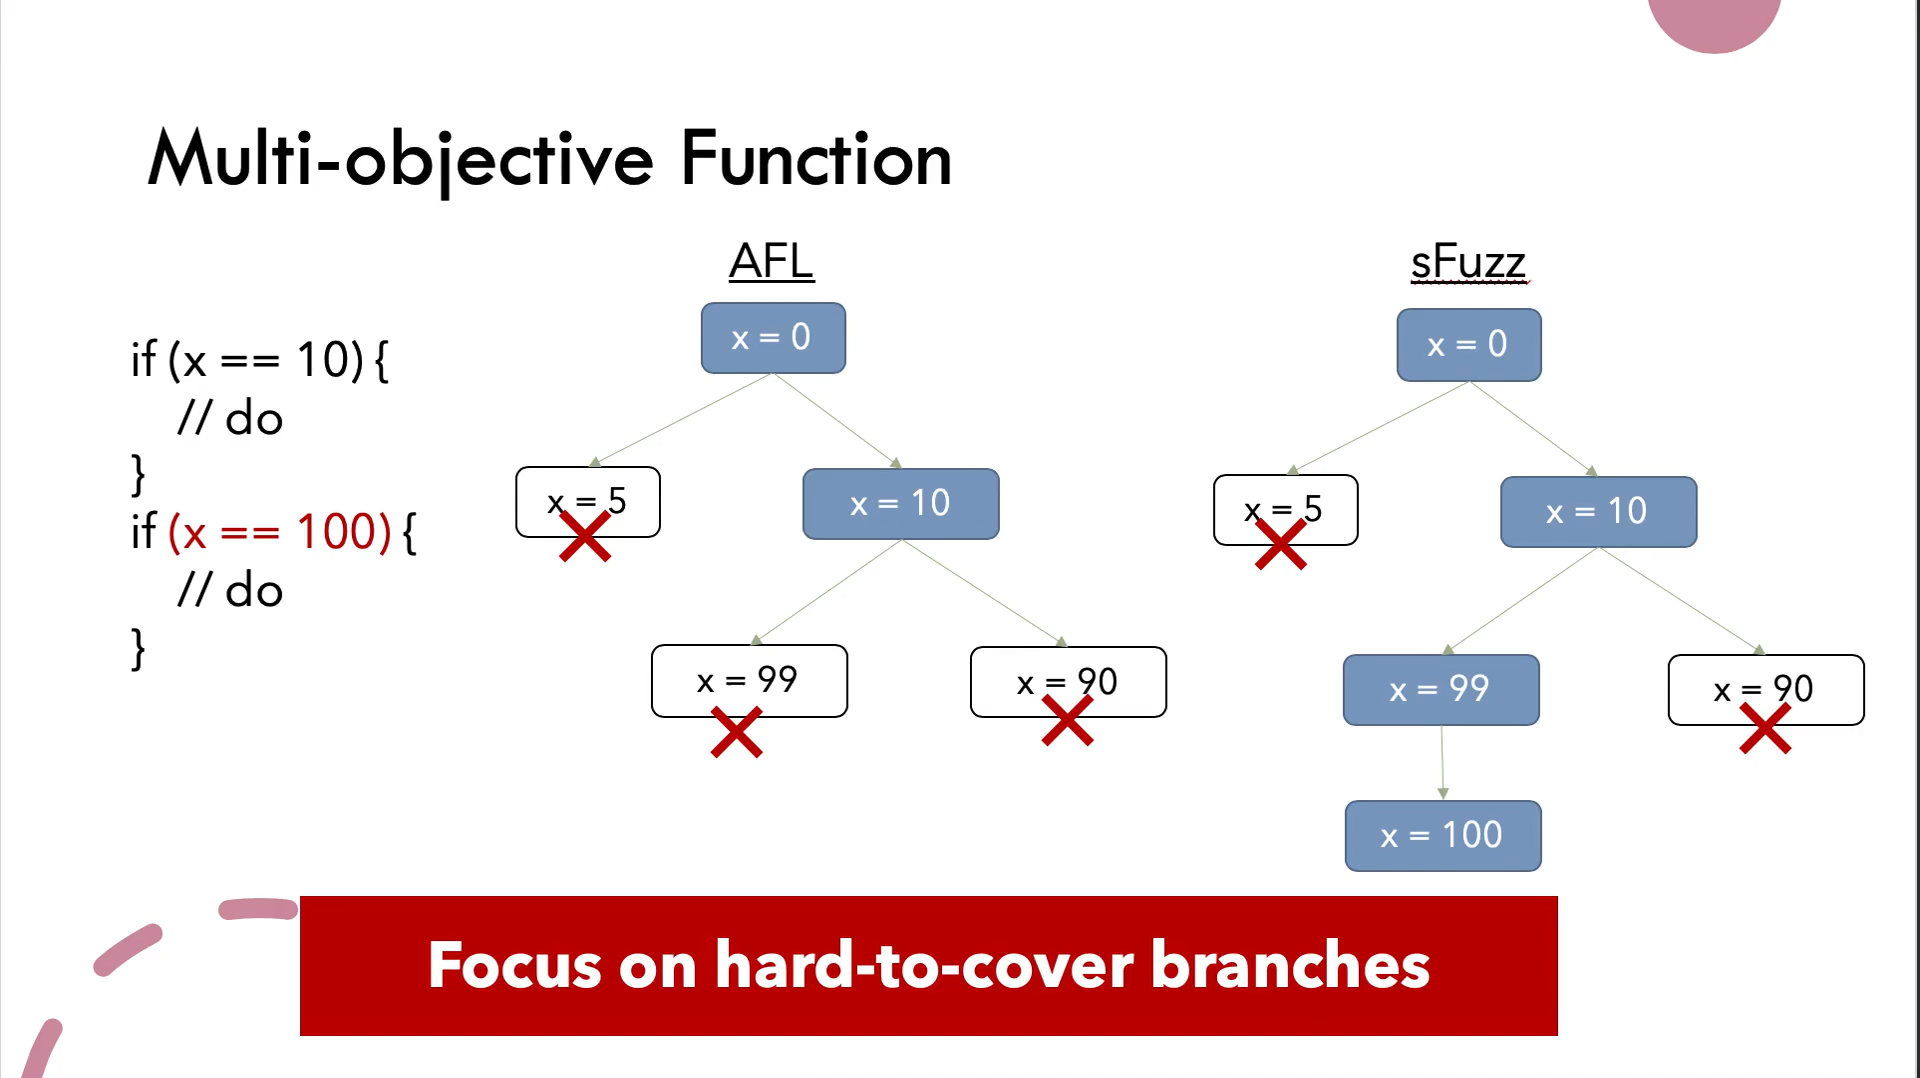 Multi-objective Function
if (x == 10) {
// do
}
if (x == 100) {
// do
}
AFL
x = 0
x = 5
x = 10
x = 99
x = 90
sFuzz
x = 0
x = 5
x = 10
x = 99
x = 90
x = 100
Focus on hard-to-cover branches